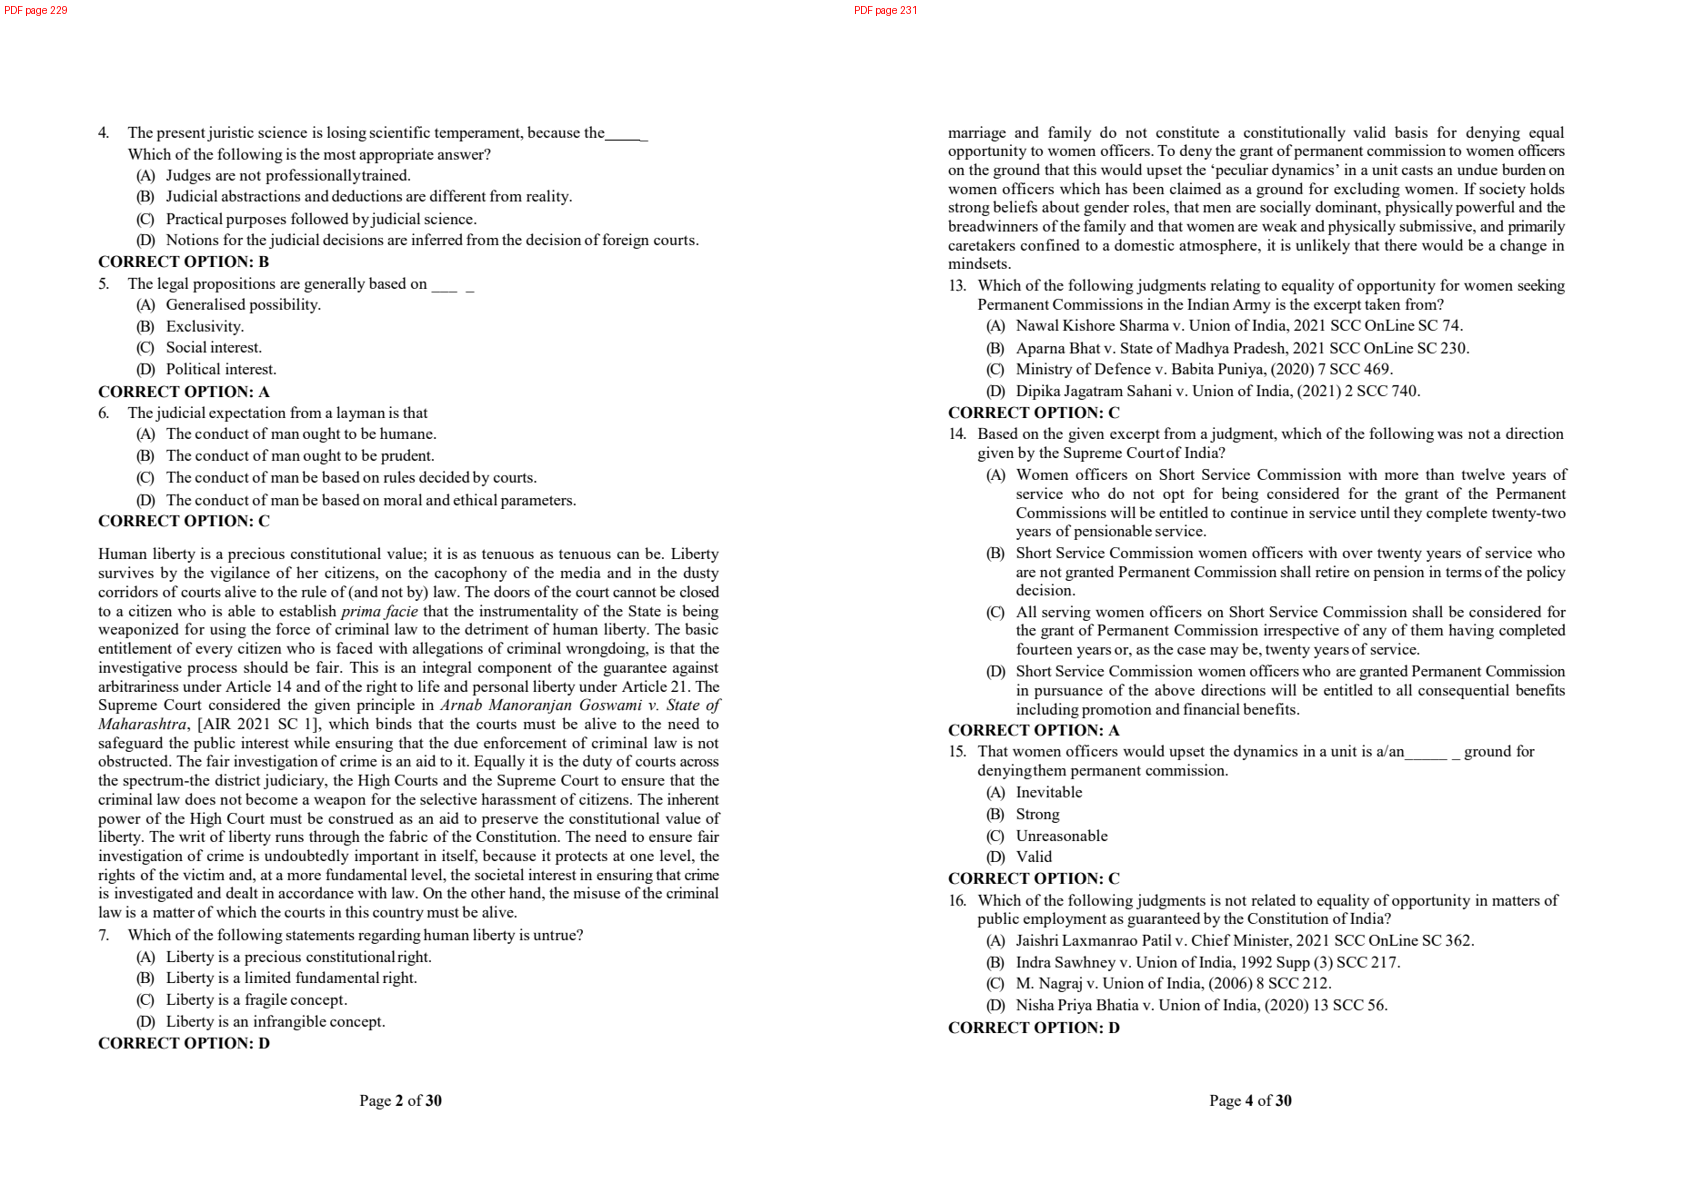 PDF page 229
4. The present juristic science is losing scientific temperament, because the_____ _
Which of the following is the most appropriate answer?
(A) Judges are not professionallytrained.
(B) Judicial abstractions and deductions are different from reality.
(C) Practical purposes followed by judicial science.
(D) Notions for the judicial decisions are inferred from the decision of foreign courts.
CORRECT OPTION: B
5. The legal propositions are generally based on ___ _
(A) Generalised possibility.
(B) Exclusivity.
(C) Social interest.
(D) Political interest.
CORRECT OPTION: A
6. The judicial expectation from a layman is that
(A) The conduct of man ought to be humane.
(B) The conduct of man ought to be prudent.
(C) The conduct of man be based on rules decided by courts.
(D) The conduct of man be based on moral and ethical parameters.
CORRECT OPTION: C
Human liberty is a precious constitutional value; it is as tenuous as tenuous can be. Liberty
survives by the vigilance of her citizens, on the cacophony of the media and in the dusty
corridors of courts alive to the rule of (and not by) law. The doors of the court cannot be closed
to a citizen who is able to establish prima facie that the instrumentality of the State is being
weaponized for using the force of criminal law to the detriment of human liberty. The basic
entitlement of every citizen who is faced with allegations of criminal wrongdoing, is that the
investigative process should be fair. This is an integral component of the guarantee against
arbitrariness under Article 14 and of the right to life and personal liberty under Article 21. The
Supreme Court considered the given principle in Arnab Manoranjan Goswami v. State of
Maharashtra, [AIR 2021 SC 1], which binds that the courts must be alive to the need to
safeguard the public interest while ensuring that the due enforcement of criminal law is not
obstructed. The fair investigation of crime is an aid to it. Equally it is the duty of courts across
the spectrum-the district judiciary, the High Courts and the Supreme Court to ensure that the
criminal law does not become a weapon for the selective harassment of citizens. The inherent
power of the High Court must be construed as an aid to preserve the constitutional value of
liberty. The writ of liberty runs through the fabric of the Constitution. The need to ensure fair
investigation of crime is undoubtedly important in itself, because it protects at one level, the
rights of the victim and, at a more fundamental level, the societal interest in ensuring that crime
is investigated and dealt in accordance with law. On the other hand, the misuse of the criminal
law is a matter of which the courts in this country must be alive.
7. Which of the following statements regarding human liberty is untrue?
(A) Liberty is a precious constitutional right.
(B) Liberty is a limited fundamental right.
(C) Liberty is a fragile concept.
(D) Liberty is an infrangible concept.
CORRECT OPTION: D
Page 2 of 30
PDF page 231
marriage and family do not constitute a constitutionally valid basis for denying equal
opportunity to women officers. To deny the grant of permanent commission to women officers
on the ground that this would upset the ‘peculiar dynamics’ in a unit casts an undue burden on
women officers which has been claimed as a ground for excluding women. If society holds
strong beliefs about gender roles, that men are socially dominant, physically powerful and the
breadwinners of the family and that women are weak and physically submissive, and primarily
caretakers confined to a domestic atmosphere, it is unlikely that there would be a change in
mindsets.
13. Which of the following judgments relating to equality of opportunity for women seeking
Permanent Commissions in the Indian Army is the excerpt taken from?
(A) Nawal Kishore Sharma v. Union of India, 2021 SCC OnLine SC 74.
(B) Aparna Bhat v. State of Madhya Pradesh, 2021 SCC OnLine SC 230.
(C) Ministry of Defence v. Babita Puniya, (2020) 7 SCC 469.
(D) Dipika Jagatram Sahani v. Union of India, (2021) 2 SCC 740.
CORRECT OPTION: C
14. Based on the given excerpt from a judgment, which of the following was not a direction
given by the Supreme Court of India?
(A) Women officers on Short Service Commission with more than twelve years of
service who do not opt for being considered for the grant of the Permanent
Commissions will be entitled to continue in service until they complete twenty-two
years of pensionable service.
(B) Short Service Commission women officers with over twenty years of service who
are not granted Permanent Commission shall retire on pension in terms of the policy
decision.
(C) All serving women officers on Short Service Commission shall be considered for
the grant of Permanent Commission irrespective of any of them having completed
fourteen years or, as the case may be, twenty years of service.
(D) Short Service Commission women officers who are granted Permanent Commission
in pursuance of the above directions will be entitled to all consequential benefits
including promotion and financial benefits.
CORRECT OPTION: A
15. That women officers would upset the dynamics in a unit is a/an_____ _ ground for
denyingthem permanent commission.
(A) Inevitable
(B) Strong
(C) Unreasonable
(D) Valid
CORRECT OPTION: C
16. Which of the following judgments is not related to equality of opportunity in matters of
public employment as guaranteed by the Constitution of India?
(A) Jaishri Laxmanrao Patil v. Chief Minister, 2021 SCC OnLine SC 362.
(B) Indra Sawhney v. Union of India, 1992 Supp (3) SCC 217.
(C) M. Nagraj v. Union of India, (2006) 8 SCC 212.
(D) Nisha Priya Bhatia v. Union of India, (2020) 13 SCC 56.
CORRECT OPTION: D
Page 4 of 30